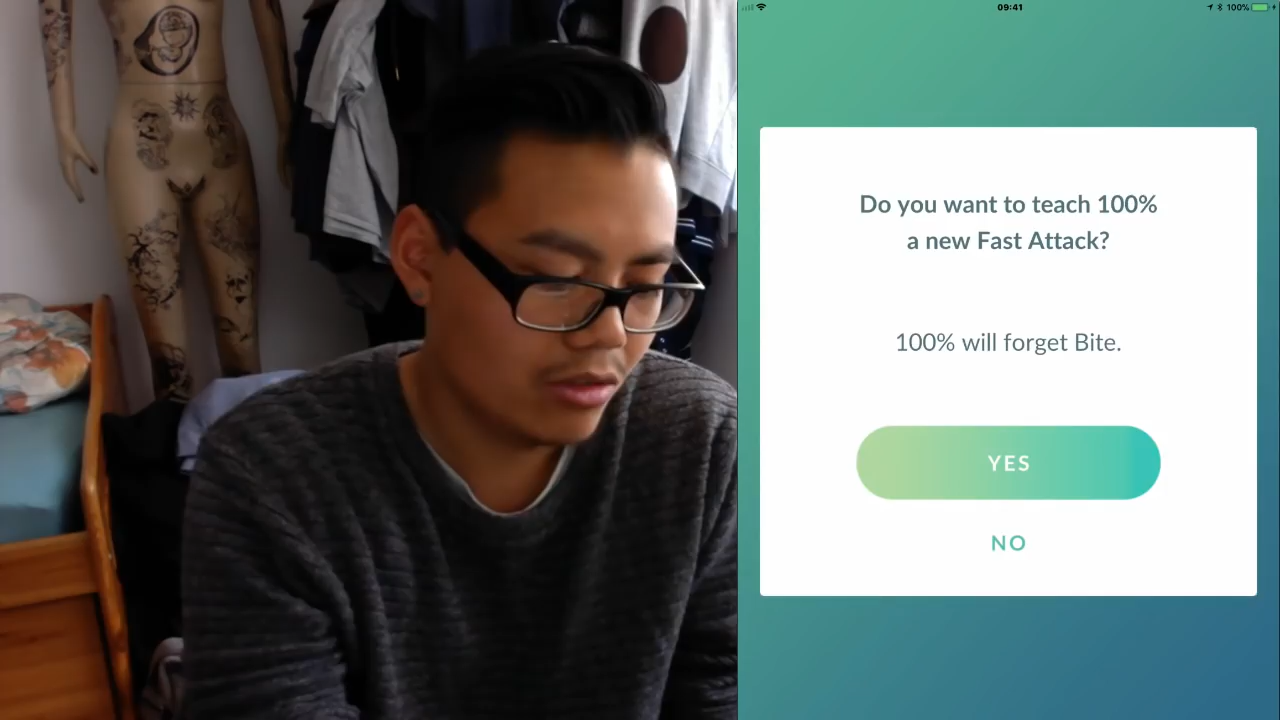 09:41
100%
Do you want to teach 100%
a new Fast Attack?
100% will forget Bite.
YES
NO